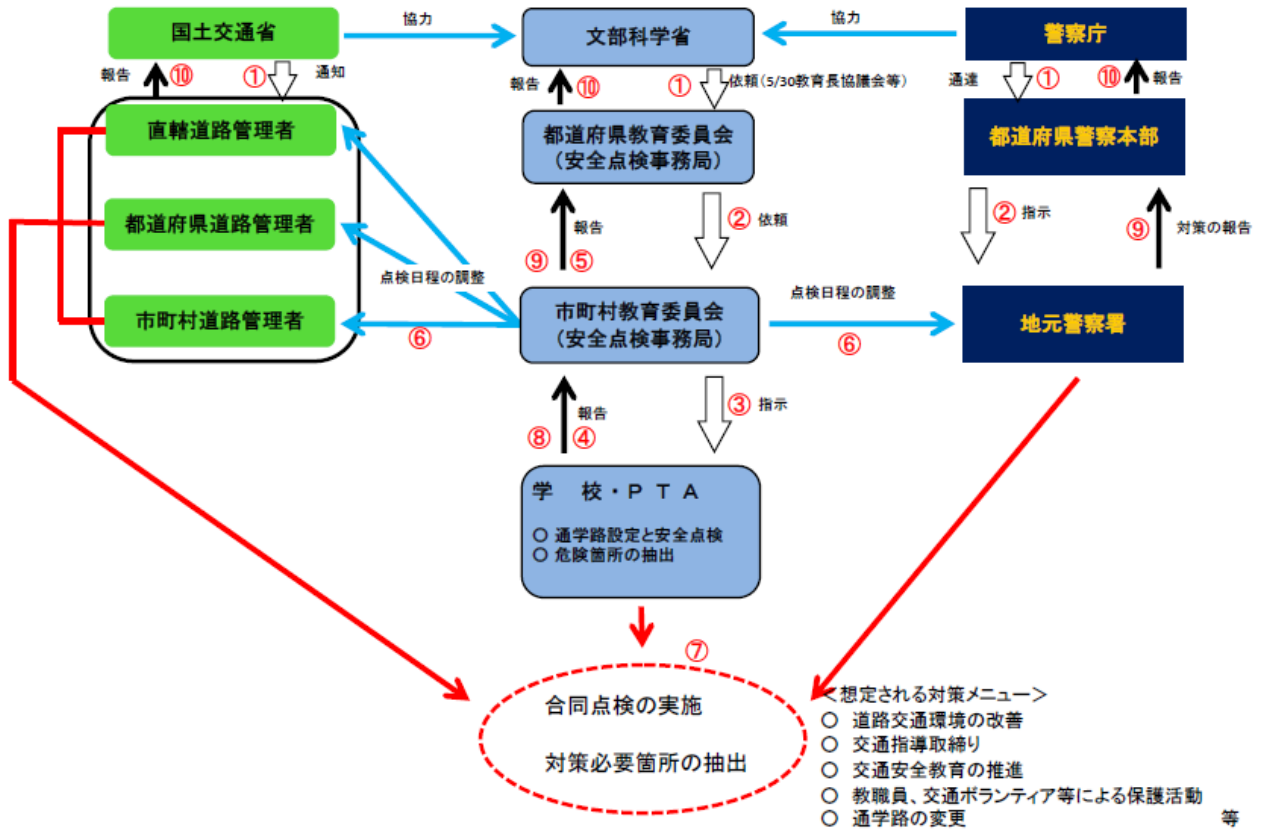 国土交通省
協力
文部科学省
協力
警察庁
報告 ⑩
① 通知
報告 ⑩
① 依頼(5/30教育長協議会等)
通達 ①
⑩ 報告
直轄道路管理者
都道府県教育委員会
(安全点検事務局)
都道府県警察本部
都道府県道路管理者
報告
⑨ ⑤
② 依頼
② 指示
⑨ 対策の報告
点検日程の調整
点検日程の調整
市町村道路管理者
⑥
市町村教育委員会
(安全点検事務局)
⑥
地元警察署
報告
⑧ ④
③ 指示
学 校・PTA
○ 通学路設定と安全点検
○ 危険箇所の抽出
⑦
合同点検の実施
対策必要箇所の抽出
<想定される対策メニュー>
○ 道路交通環境の改善
○ 交通指導取締り
○ 交通安全教育の推進
○ 教職員、交通ボランティア等による保護活動
○ 通学路の変更 等